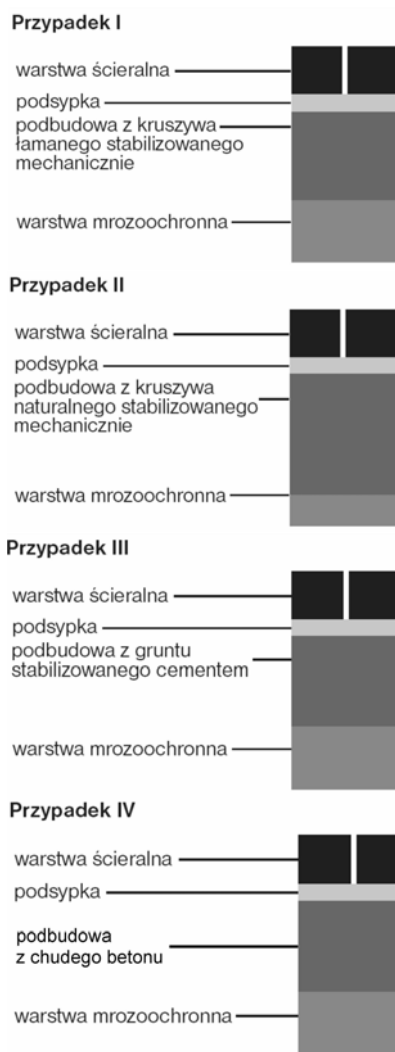 Przypadek I
warstwa ścieralna
podsypka
podbudowa z kruszywa
łamanego stabilizowanego
mechanicznie
warstwa mrozoochronna
Przypadek II
warstwa ścieralna
podsypka
podbudowa z kruszywa
naturalnego stabilizowanego
mechanicznie
warstwa mrozoochronna
Przypadek III
warstwa ścieralna
podsypka
podbudowa z gruntu
stabilizowanego cementem
warstwa mrozoochronna
Przypadek IV
warstwa ścieralna
podsypka
podbudowa
z chudego betonu
warstwa mrozoochronna